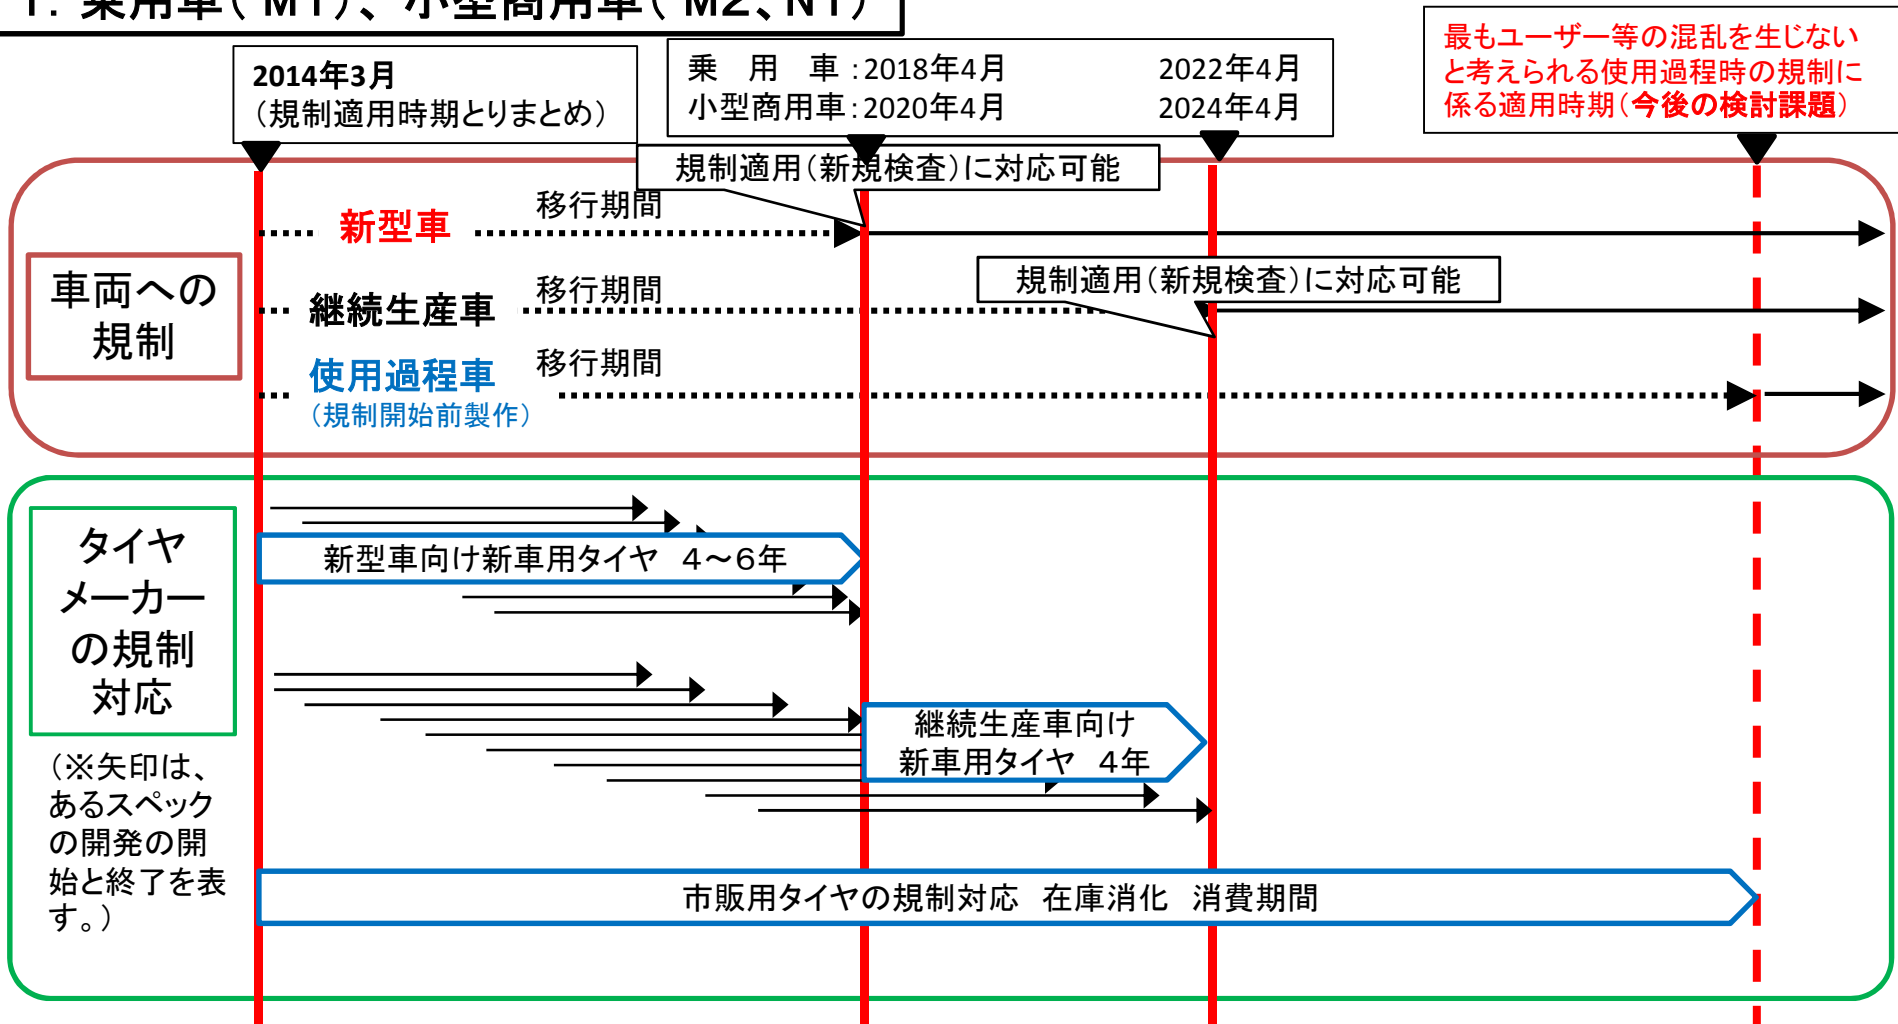 1. 乗用車(M1)、小型商用車(M2、N1)
2014年3月
（規制適用時期とりまとめ）
乗 用 車：2018年4月 2022年4月
小型商用車：2020年4月 2024年4月
最もユーザー等の混乱を生じない
と考えられる使用過程時の規制に
係る適用時期（今後の検討課題）
規制適用（新規検査）に対応可能
移行期間
新型車
規制適用（新規検査）に対応可能
車両への
規制
移行期間
継続生産車
移行期間
使用過程車
（規制開始前製作）
タイヤ
メーカー
の規制
対応
（※矢印は、
あるスペック
の開発の開
始と終了を表
す。）
新型車向け新車用タイヤ ４～６年
継続生産車向け
新車用タイヤ ４年
市販用タイヤの規制対応 在庫消化 消費期間